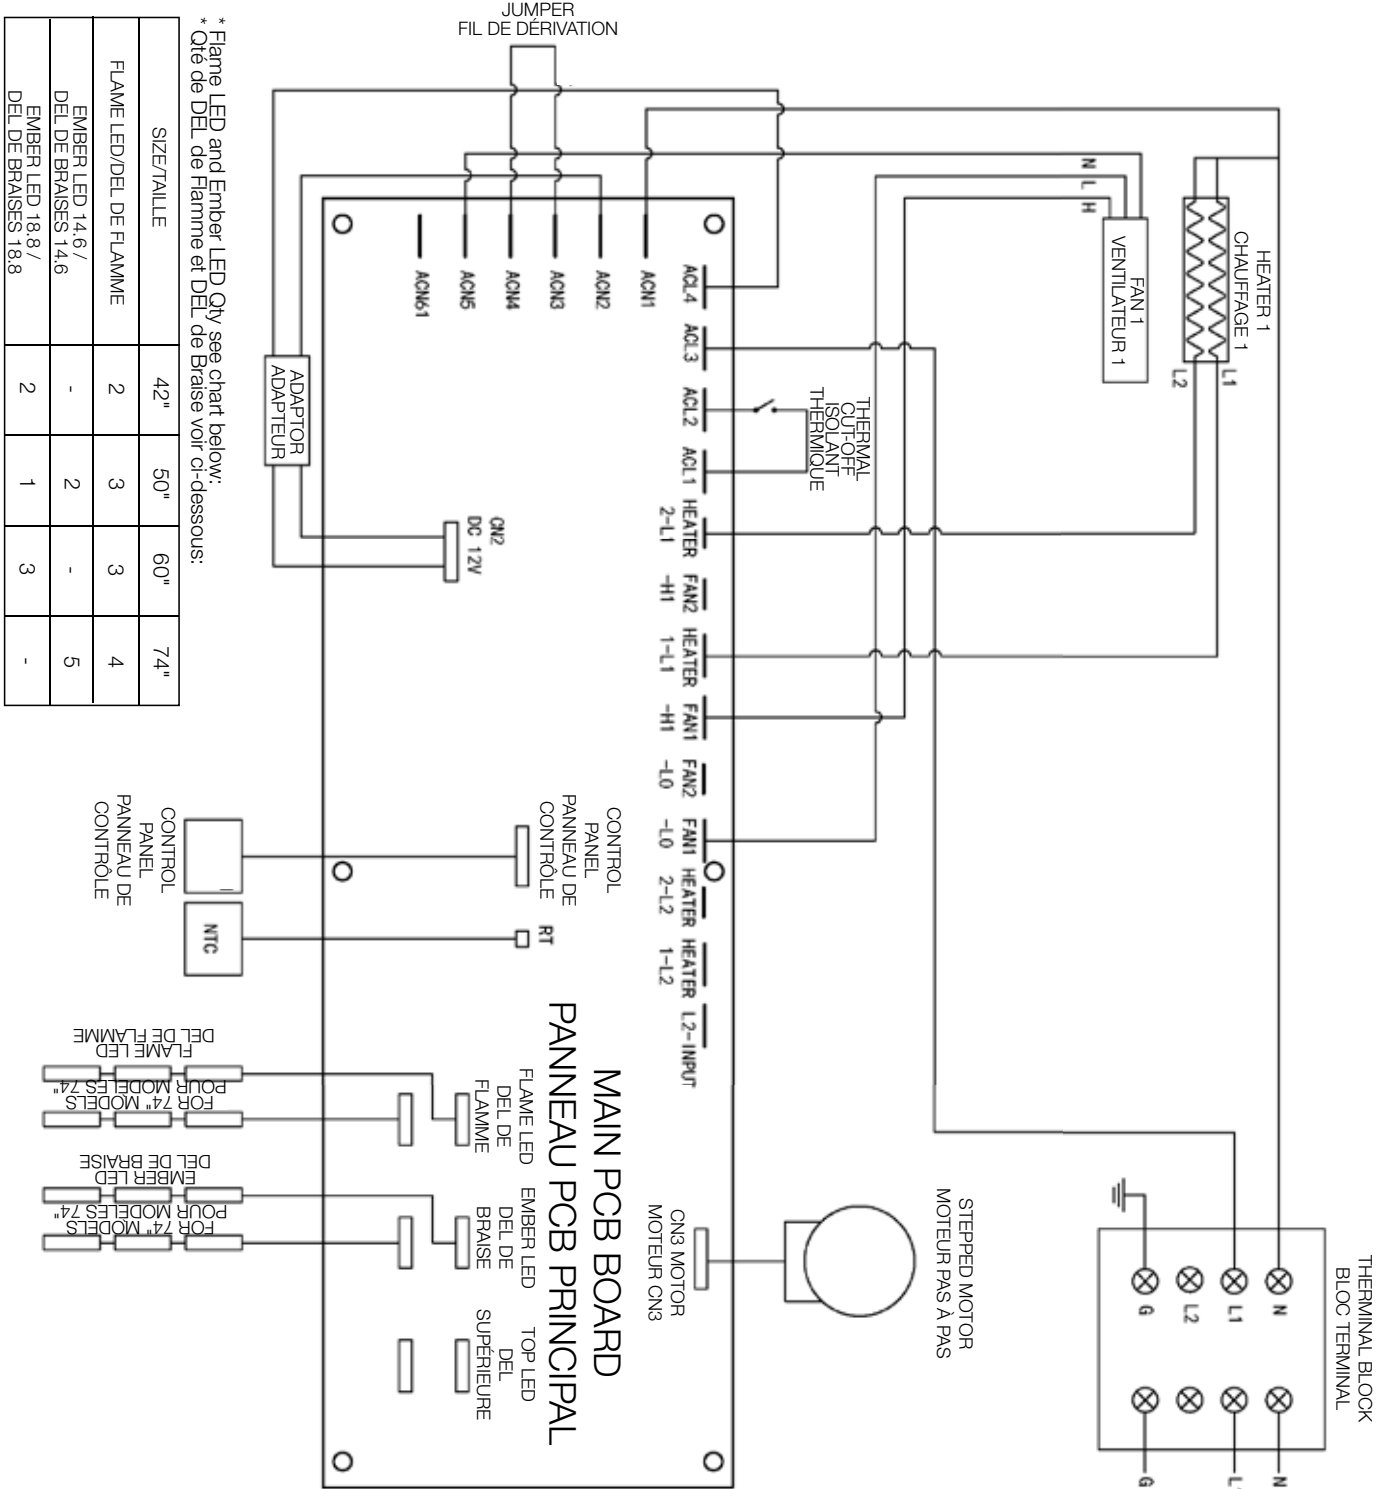 JUMPER
FIL DE DÉRIVATION
HEATER 1
CHAUFFAGE 1
L1
L2
N
L
H
FAN 1
VENTILATEUR 1
THERMAL
CUT-OFF
ISOLANT
THERMIQUE
ACL4
ACL3
ACL2
ACL1
HEATER
2-L1
FAN2
-H1
HEATER
1-L1
FAN1
-H1
FAN2
-LO
FAN1
-LO
HEATER
2-L2
HEATER
1-L2
L2-INPUT
ACN1
ACN2
ACN3
ACN4
ACN5
ACN61
ADAPTOR
ADAPTEUR
CN2
DC 12V
CONTROL
PANEL
PANNEAU DE
CONTRÔLE
RT
CONTROL
PANEL
PANNEAU DE
CONTRÔLE
NTC
MAIN PCB BOARD
PANNEAU PCB PRINCIPAL
FLAME LED
DEL DE
FLAMME
EMBER LED
DEL DE
BRAISE
TOP LED
DEL
SUPÉRIEURE
FLAME LED
DEL DE FLAMME
FOR 74" MODELS
POUR MODELES 74"
EMBER LED
DEL DE BRAISE
FOR 74" MODELS
POUR MODELES 74"
CN3 MOTOR
MOTEUR CN3
STEPPED MOTOR
MOTEUR PAS À PAS
THERMINAL BLOCK
BLOC TERMINAL
N
L1
L2
G
N
G
* Flame LED and Ember LED Qty see chart below:
* Qté de DEL de Flamme et DEL de Braise voir ci-dessous:
SIZE/TAILLE 42" 50" 60" 74"
FLAME LED/DEL DE FLAMME 2 3 3 4
EMBER LED 14.6 /
DEL DE BRAISES 14.6 - 2 - 5
EMBER LED 18.8 /
DEL DE BRAISES 18.8 2 1 3 -